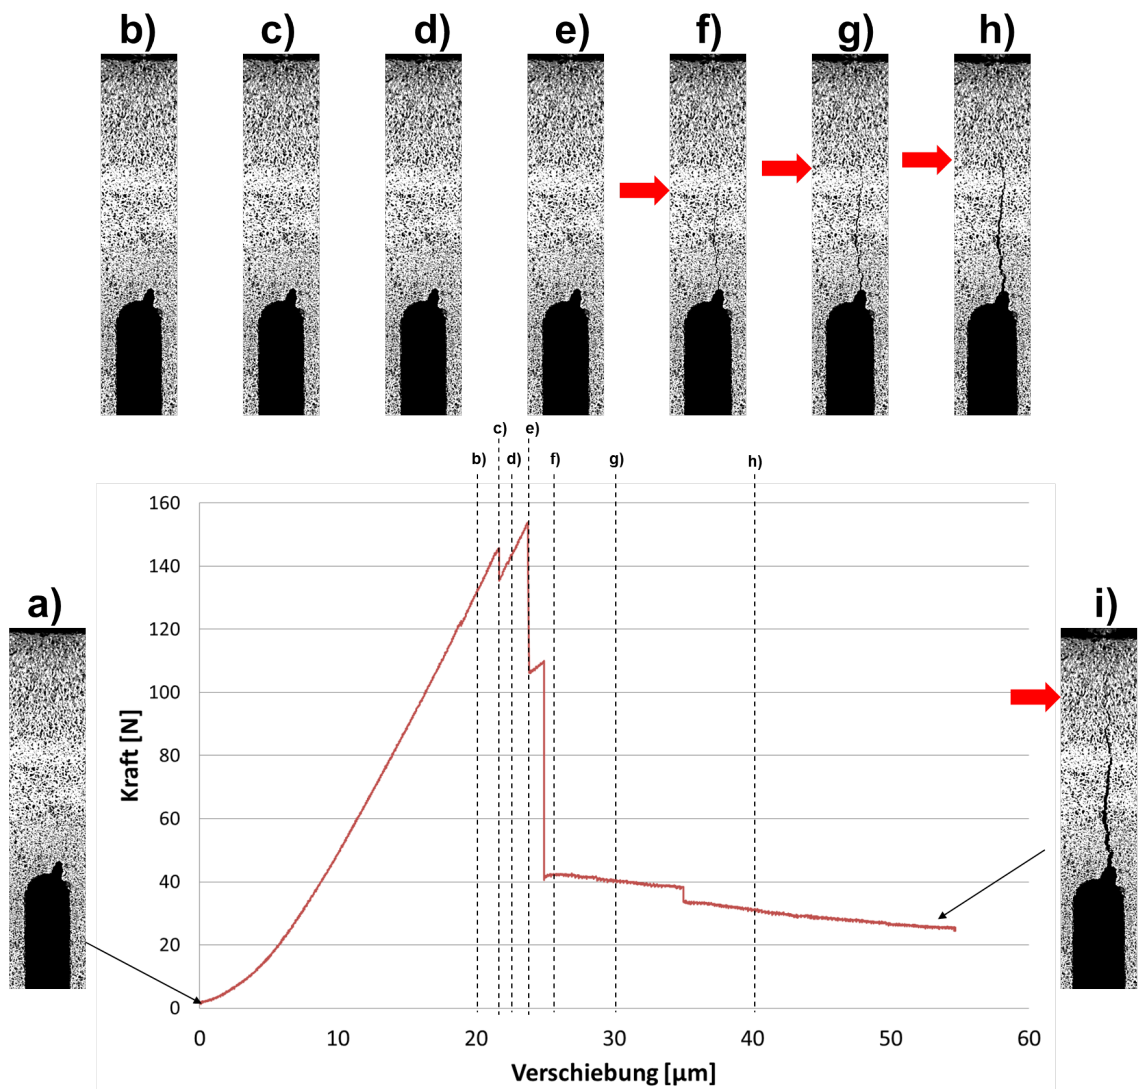 b) c) d) e) f) g) h)
c) e)
b) d) f) g) h)
a)
i)
160
140
120
100
80
60
40
20
0
Kraft [N]
0 10 20 30 40 50 60
Verschiebung [µm]